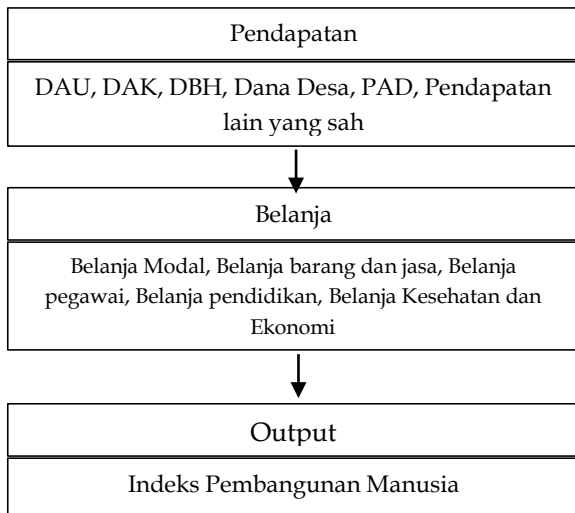 Pendapatan
DAU, DAK, DBH, Dana Desa, PAD, Pendapatan
lain yang sah
Belanja
Belanja Modal, Belanja barang dan jasa, Belanja
pegawai, Belanja pendidikan, Belanja Kesehatan dan
Ekonomi
Output
Indeks Pembangunan Manusia